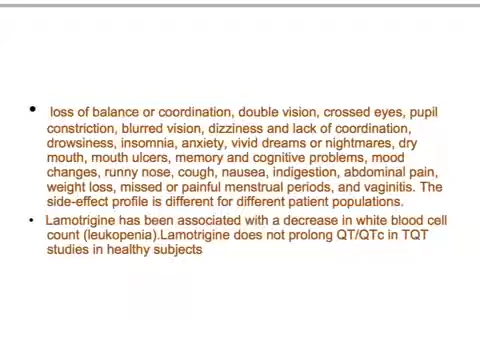 • loss of balance or coordination, double vision, crossed eyes, pupil
constriction, blurred vision, dizziness and lack of coordination,
drowsiness, insomnia, anxiety, vivid dreams or nightmares, dry
mouth, mouth ulcers, memory and cognitive problems, mood
changes, runny nose, cough, nausea, indigestion, abdominal pain,
weight loss, missed or painful menstrual periods, and vaginitis. The
side-effect profile is different for different patient populations.
• Lamotrigine has been associated with a decrease in white blood cell
count (leukopenia).Lamotrigine does not prolong QT/QTc in TQT
studies in healthy subjects